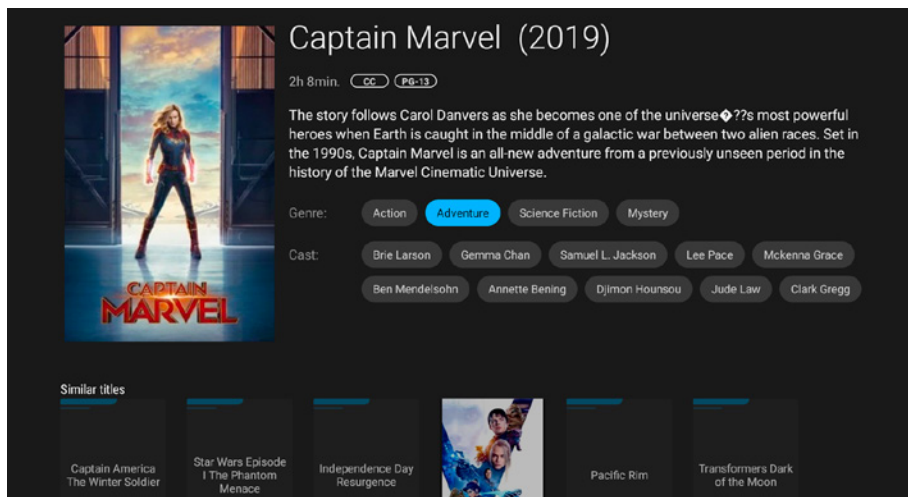 Captain Marvel (2019)
2h 8min. CC PG-13
The story follows Carol Danvers as she becomes one of the universe�??s most powerful
heroes when Earth is caught in the middle of a galactic war between two alien races. Set in
the 1990s, Captain Marvel is an all-new adventure from a previously unseen period in the
history of the Marvel Cinematic Universe.
Genre: Action Adventure Science Fiction Mystery
Cast: Brie Larson Gemma Chan Samuel L. Jackson Lee Pace Mckenna Grace
Ben Mendelsohn Annette Bening Djimon Hounsou Jude Law Clark Gregg
CAPTAIN
MARVEL
Similar titles
Captain America
The Winter Soldier
Star Wars Episode
I The Phantom
Menace
Independence Day
Resurgence
Pacific Rim
Transformers Dark
of the Moon